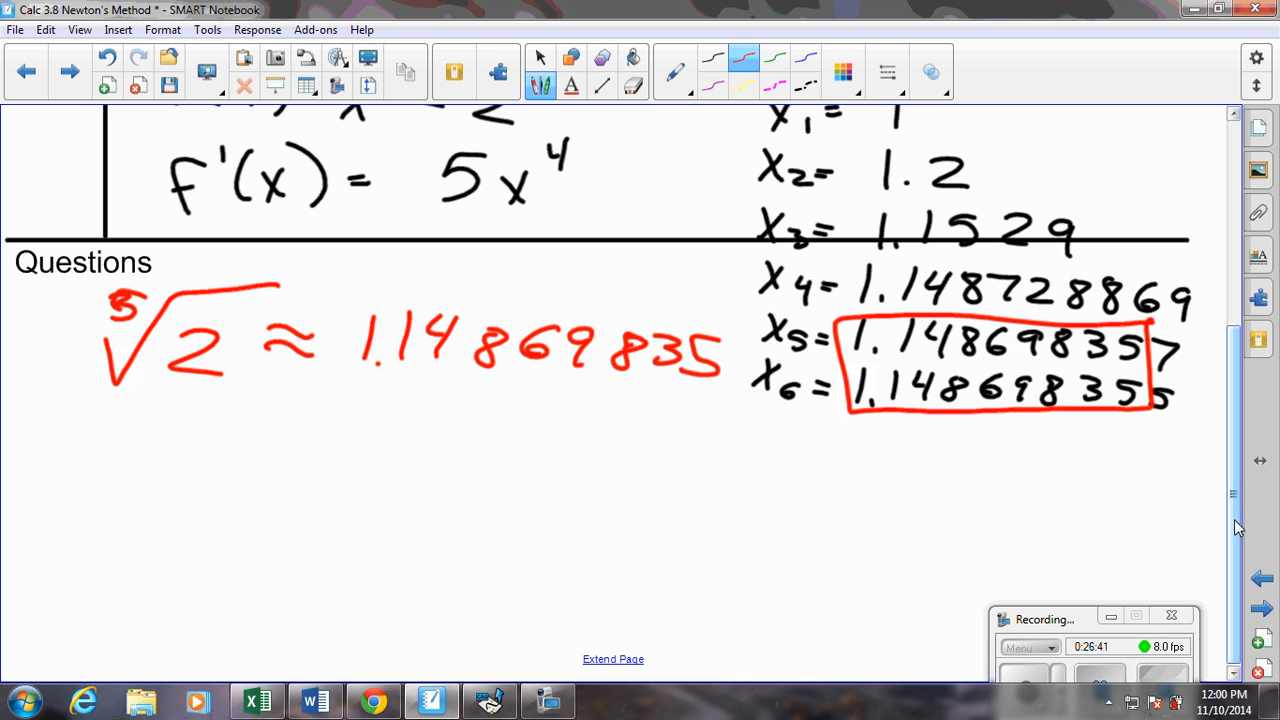 Calc 3.8 Newton's Method * - SMART Notebook
File Edit View Insert Format Tools Response Add-ons Help
x₁ = 1
f'(x) = 5x⁴
x₂ = 1.2
x₃ = 1.1529
Questions
x₄ = 1.148728869
⁵√2 ≈ 1.14869835
x₅ = 1.148698357
x₆ = 1.148698355
Recording...
Menu 0:26:41 8.0 fps
Extend Page
12:00 PM
11/10/2014